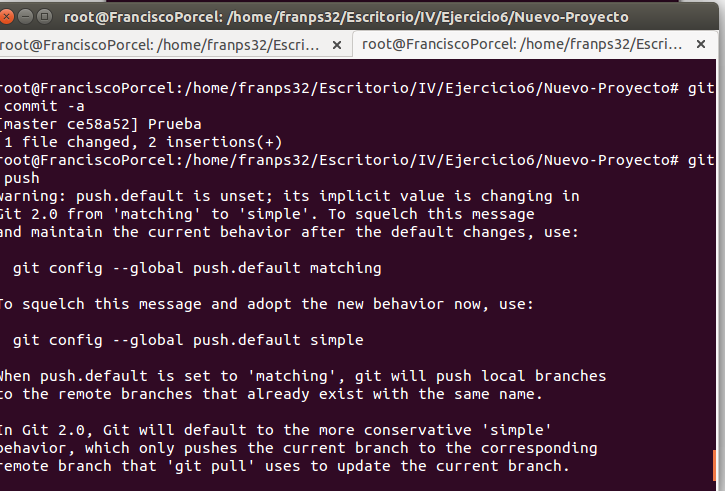 root@FranciscoPorcel: /home/franps32/Escritorio/IV/Ejercicio6/Nuevo-Proyecto
root@FranciscoPorcel: /home/franps32/Escri... × root@FranciscoPorcel: /home/franps32/Escri... ×
root@FranciscoPorcel:/home/franps32/Escritorio/IV/Ejercicio6/Nuevo-Proyecto# git
commit -a
[master ce58a52] Prueba
1 file changed, 2 insertions(+)
root@FranciscoPorcel:/home/franps32/Escritorio/IV/Ejercicio6/Nuevo-Proyecto# git
push
warning: push.default is unset; its implicit value is changing in
Git 2.0 from 'matching' to 'simple'. To squelch this message
and maintain the current behavior after the default changes, use:
git config --global push.default matching
To squelch this message and adopt the new behavior now, use:
git config --global push.default simple
When push.default is set to 'matching', git will push local branches
to the remote branches that already exist with the same name.
In Git 2.0, Git will default to the more conservative 'simple'
behavior, which only pushes the current branch to the corresponding
remote branch that 'git pull' uses to update the current branch.